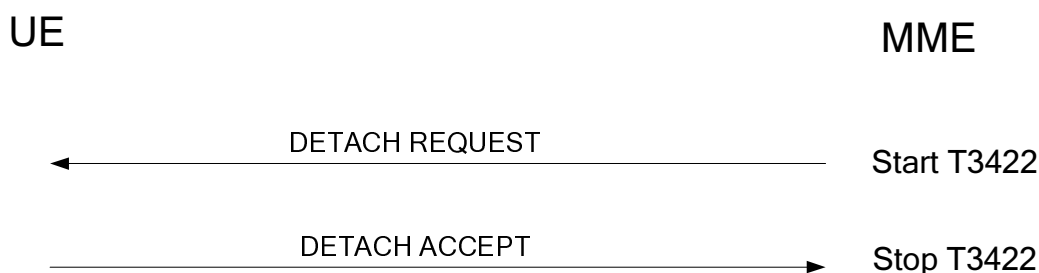 UE
MME
DETACH REQUEST
Start T3422
DETACH ACCEPT
Stop T3422